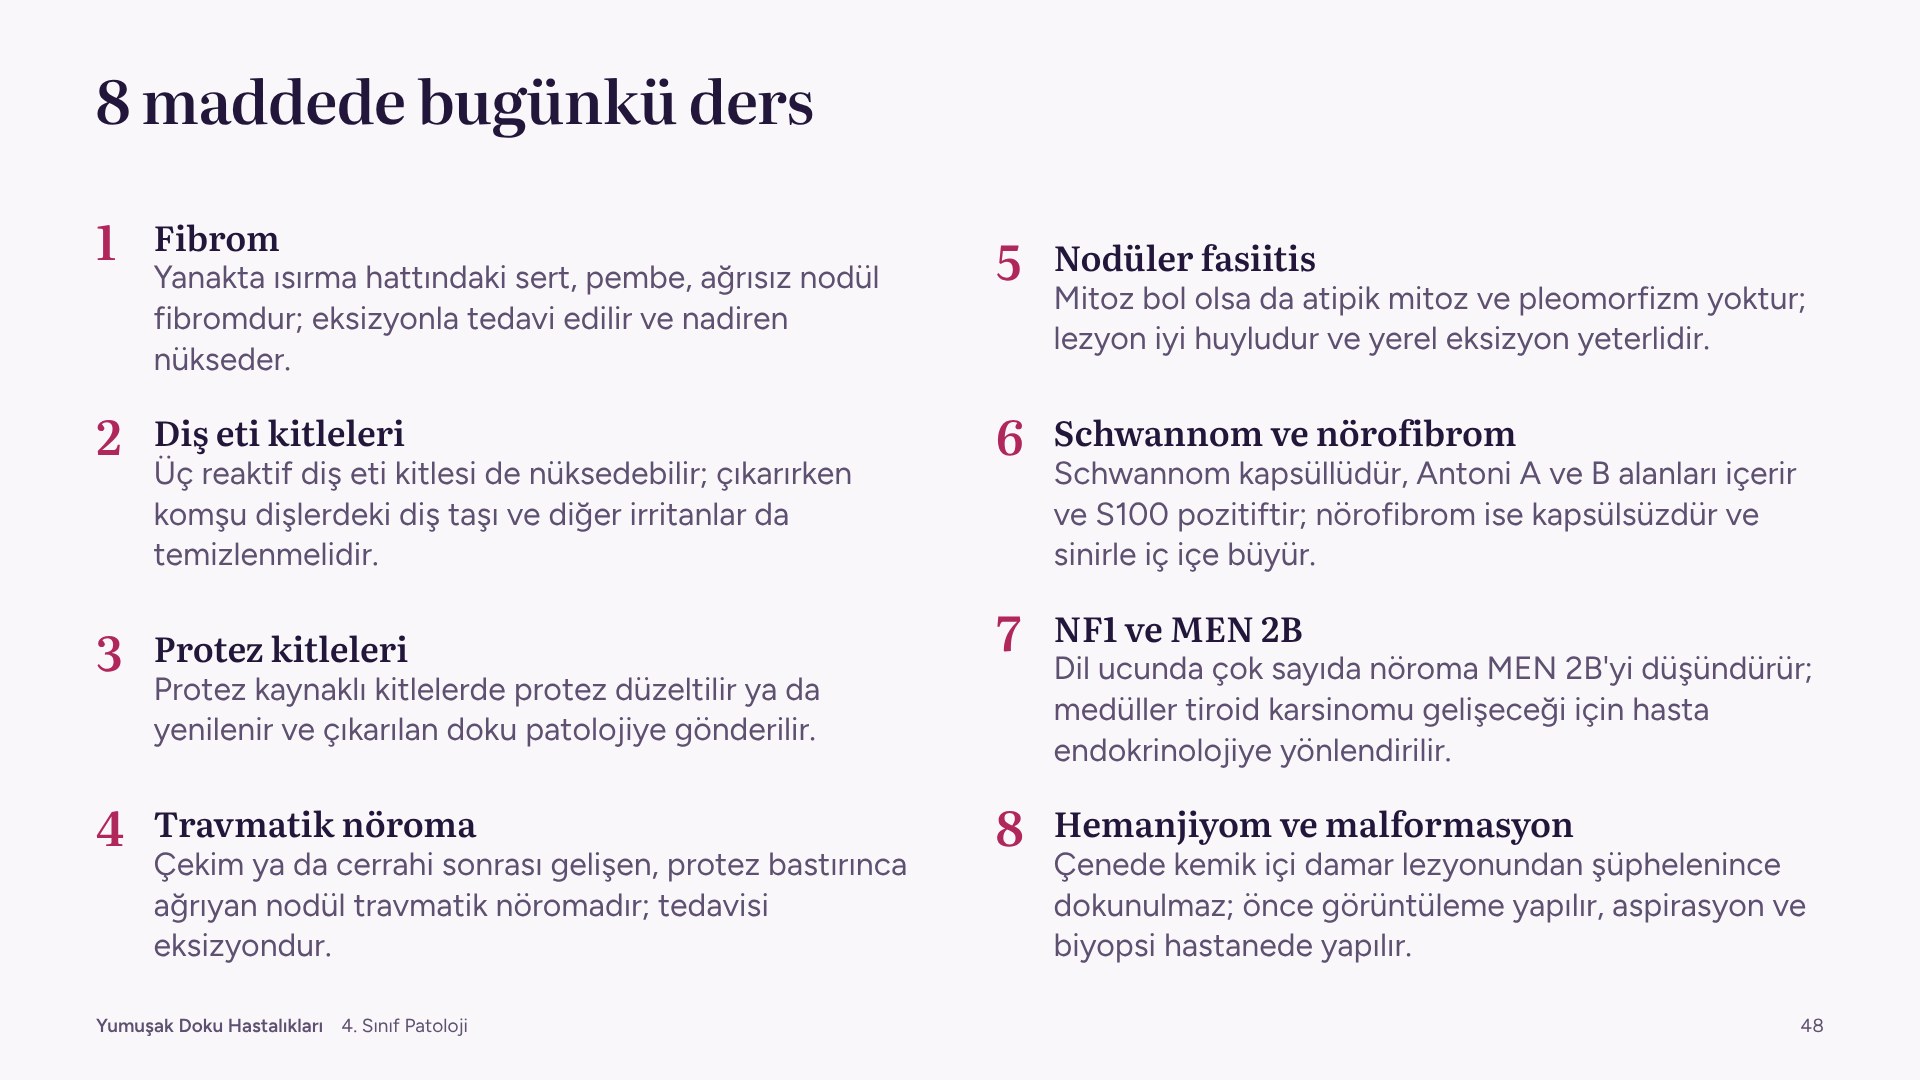 8 maddede bugünkü ders
1 Fibrom
Yanakta ısırma hattındaki sert, pembe, ağrısız nodül
fibromdur; eksizyonla tedavi edilir ve nadiren
nükseder.
2 Diş eti kitleleri
Üç reaktif diş eti kitlesi de nüksedebilir; çıkarırken
komşu dişlerdeki diş taşı ve diğer irritanlar da
temizlenmelidir.
3 Protez kitleleri
Protez kaynaklı kitlelerde protez düzeltilir ya da
yenilenir ve çıkarılan doku patolojiye gönderilir.
4 Travmatik nöroma
Çekim ya da cerrahi sonrası gelişen, protez bastırınca
ağrıyan nodül travmatik nöromadır; tedavisi
eksizyondur.
5 Nodüler fasiitis
Mitoz bol olsa da atipik mitoz ve pleomorfizm yoktur;
lezyon iyi huyludur ve yerel eksizyon yeterlidir.
6 Schwannom ve nörofibrom
Schwannom kapsüllüdür, Antoni A ve B alanları içerir
ve S100 pozitiftir; nörofibrom ise kapsülsüzdür ve
sinirle iç içe büyür.
7 NF1 ve MEN 2B
Dil ucunda çok sayıda nöroma MEN 2B'yi düşündürür;
medüller tiroid karsinomu gelişeceği için hasta
endokrinolojiye yönlendirilir.
8 Hemanjiyom ve malformasyon
Çenede kemik içi damar lezyonundan şüphelenince
dokunulmaz; önce görüntüleme yapılır, aspirasyon ve
biyopsi hastanede yapılır.
Yumuşak Doku Hastalıkları 4. Sınıf Patoloji
48